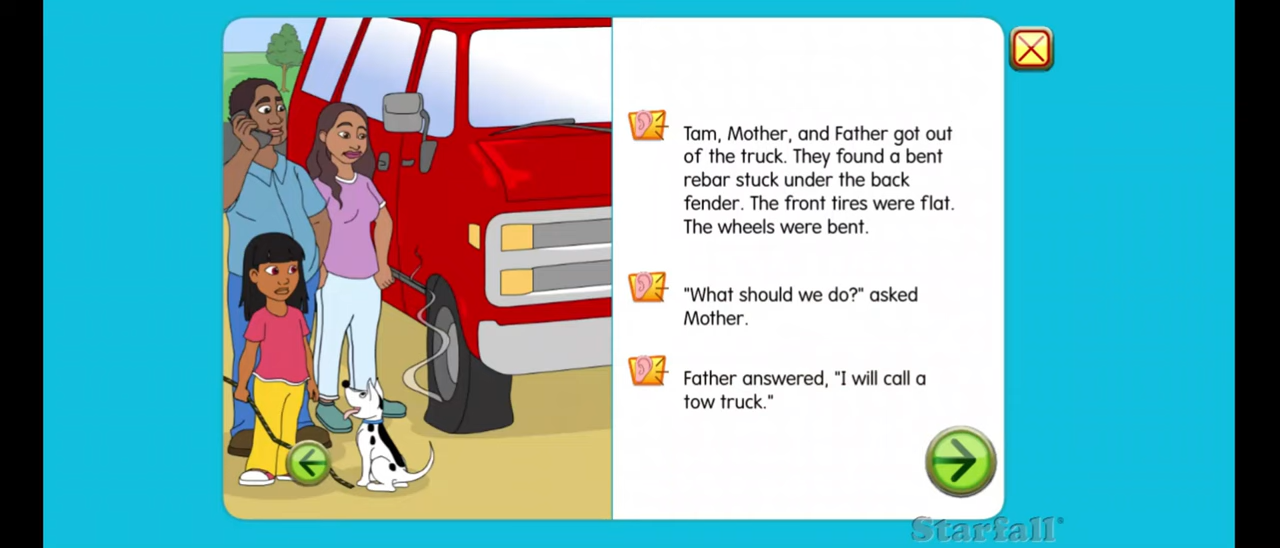 Tam, Mother, and Father got out
of the truck. They found a bent
rebar stuck under the back
fender. The front tires were flat.
The wheels were bent.
"What should we do?" asked
Mother.
Father answered, "I will call a
tow truck."
Starfall